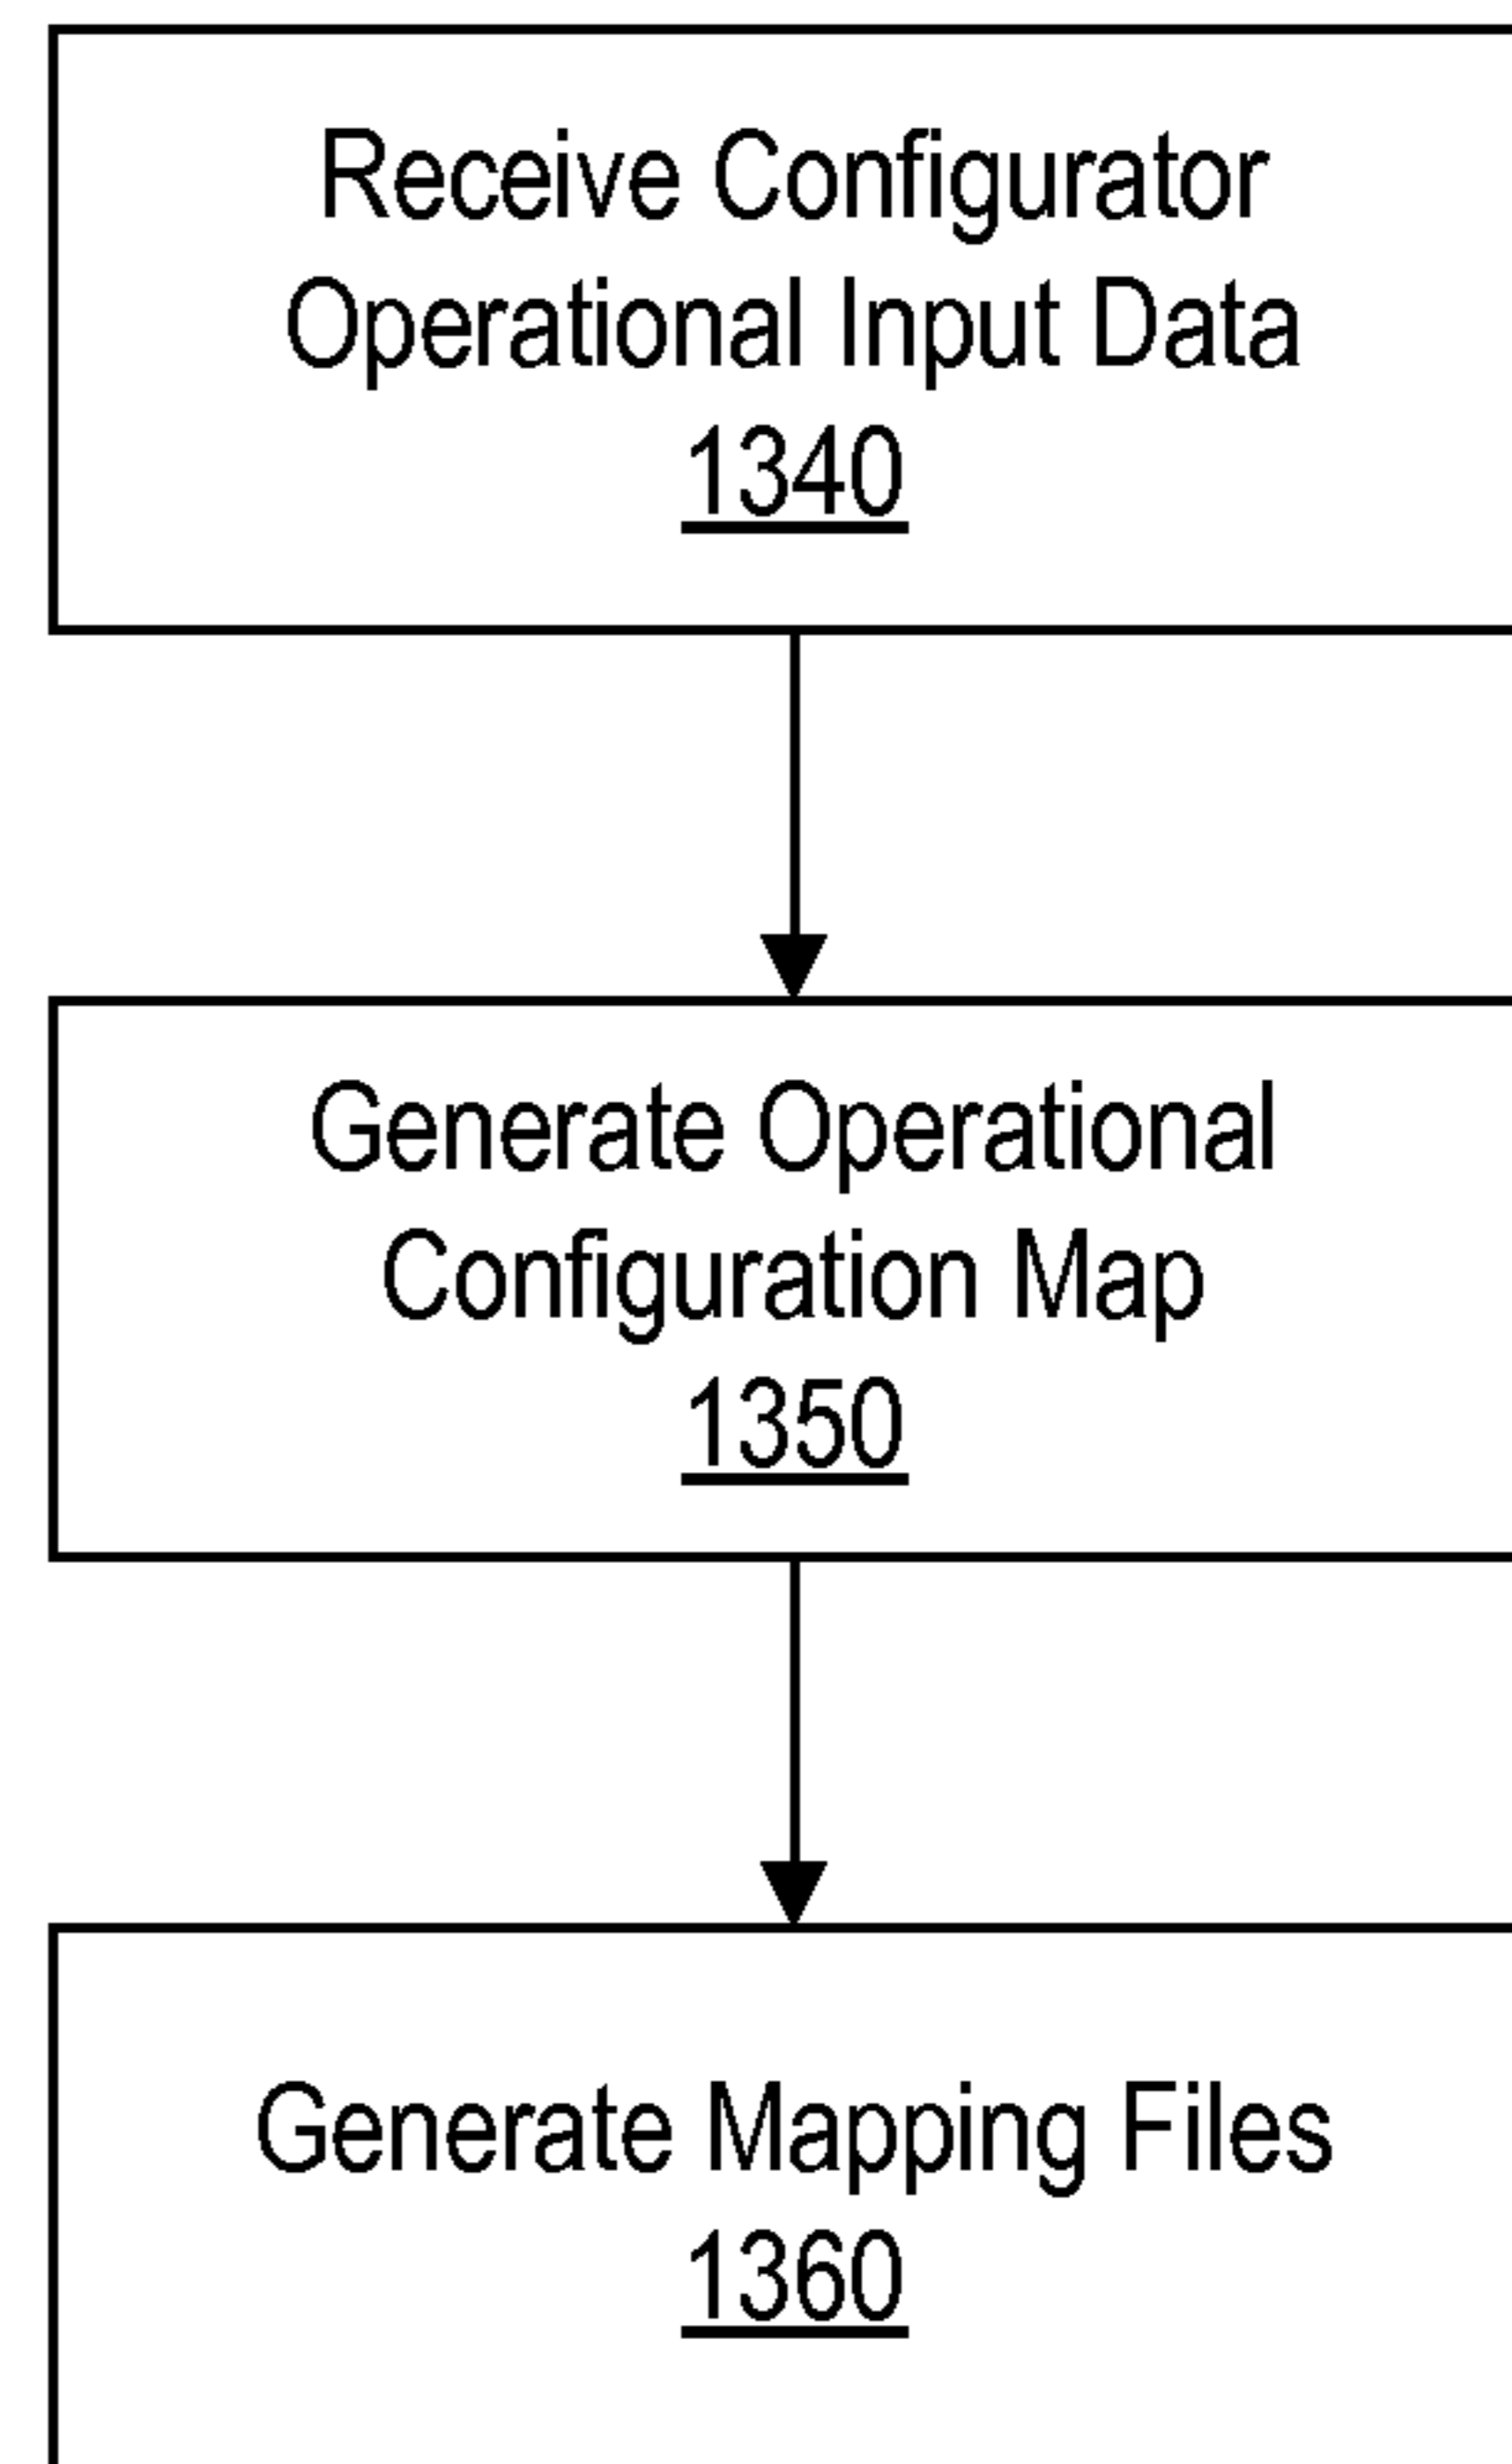 Receive Configurator
Operational Input Data
1340
Generate Operational
Configuration Map
1350
Generate Mapping Files
1360